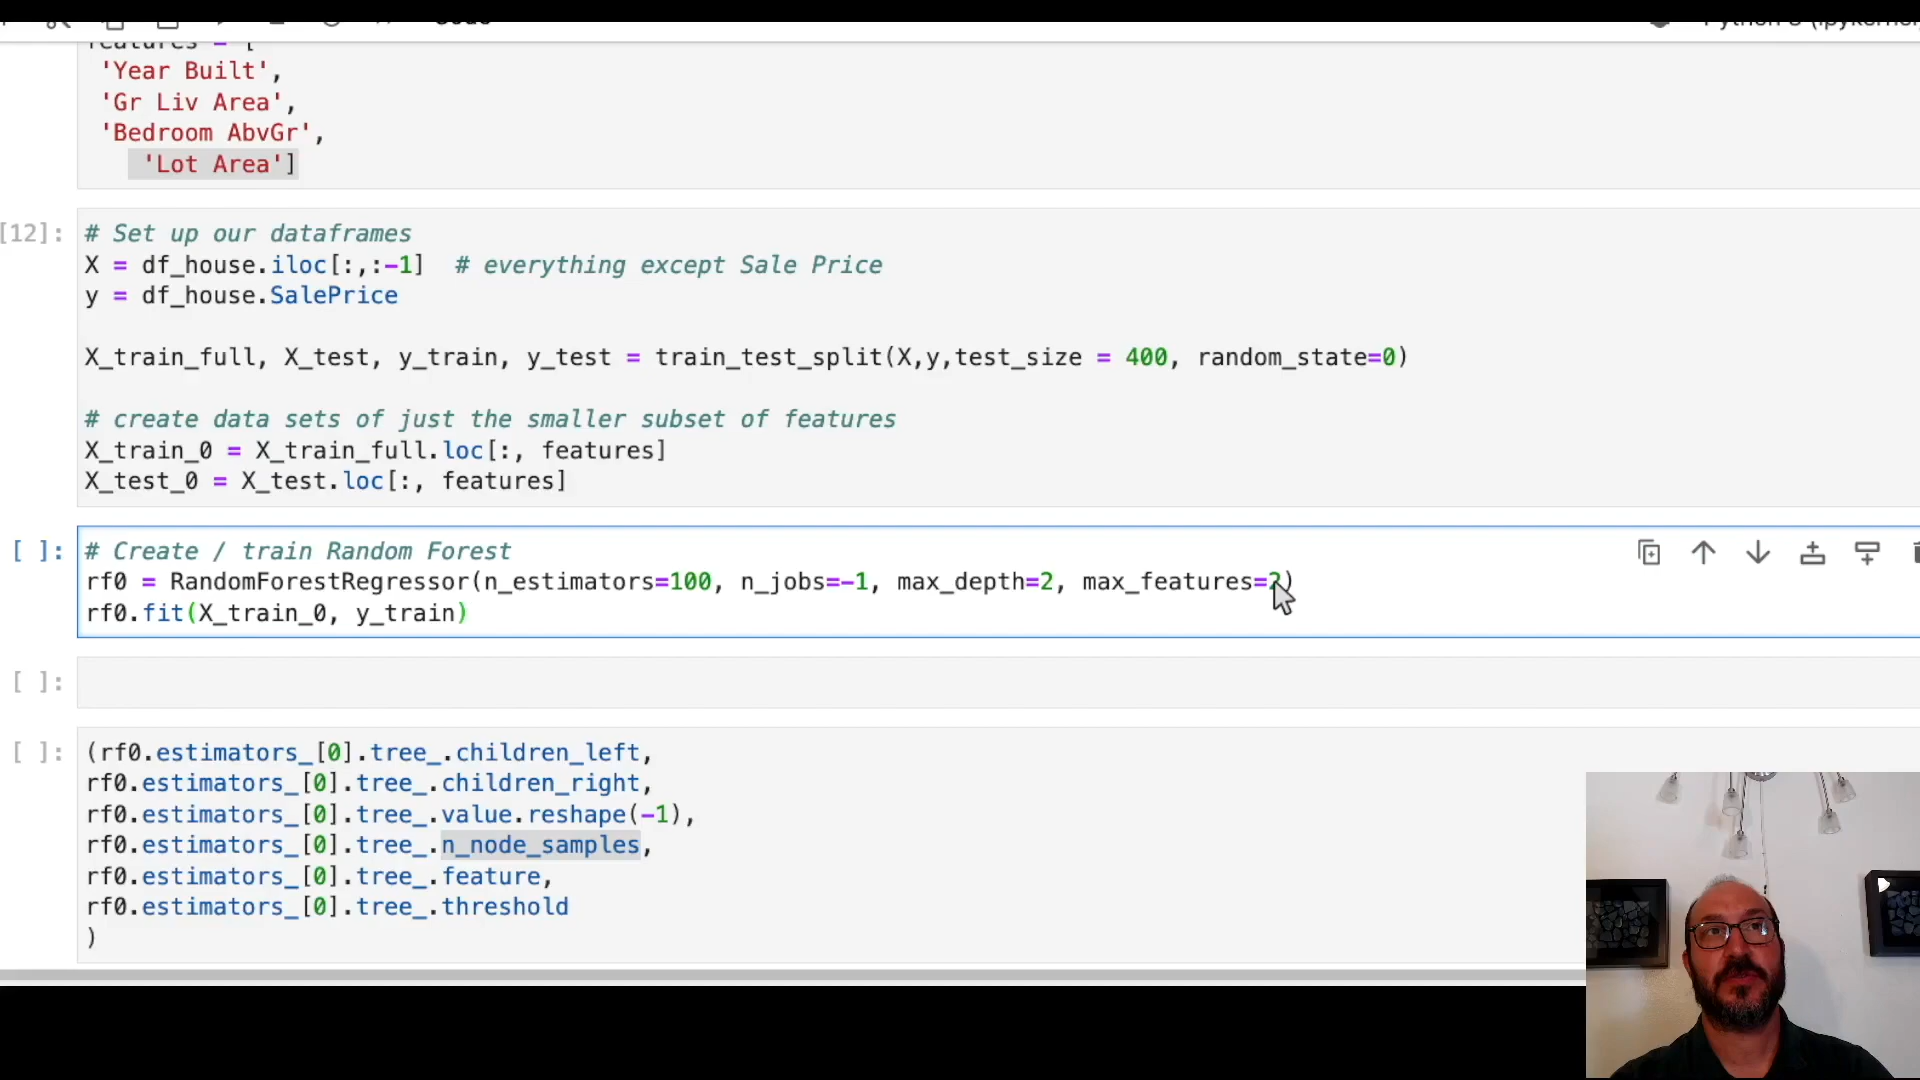 features = [
'Year Built',
'Gr Liv Area',
'Bedroom AbvGr',
'Lot Area']
[12]:
# Set up our dataframes
X = df_house.iloc[:,:-1]  # everything except Sale Price
y = df_house.SalePrice
X_train_full, X_test, y_train, y_test = train_test_split(X,y,test_size = 400, random_state=0)
# create data sets of just the smaller subset of features
X_train_0 = X_train_full.loc[:, features]
X_test_0 = X_test.loc[:, features]
[ ]:
# Create / train Random Forest
rf0 = RandomForestRegressor(n_estimators=100, n_jobs=-1, max_depth=2, max_features=2)
rf0.fit(X_train_0, y_train)
[ ]:
[ ]:
(rf0.estimators_[0].tree_.children_left,
rf0.estimators_[0].tree_.children_right,
rf0.estimators_[0].tree_.value.reshape(-1),
rf0.estimators_[0].tree_.n_node_samples,
rf0.estimators_[0].tree_.feature,
rf0.estimators_[0].tree_.threshold
)